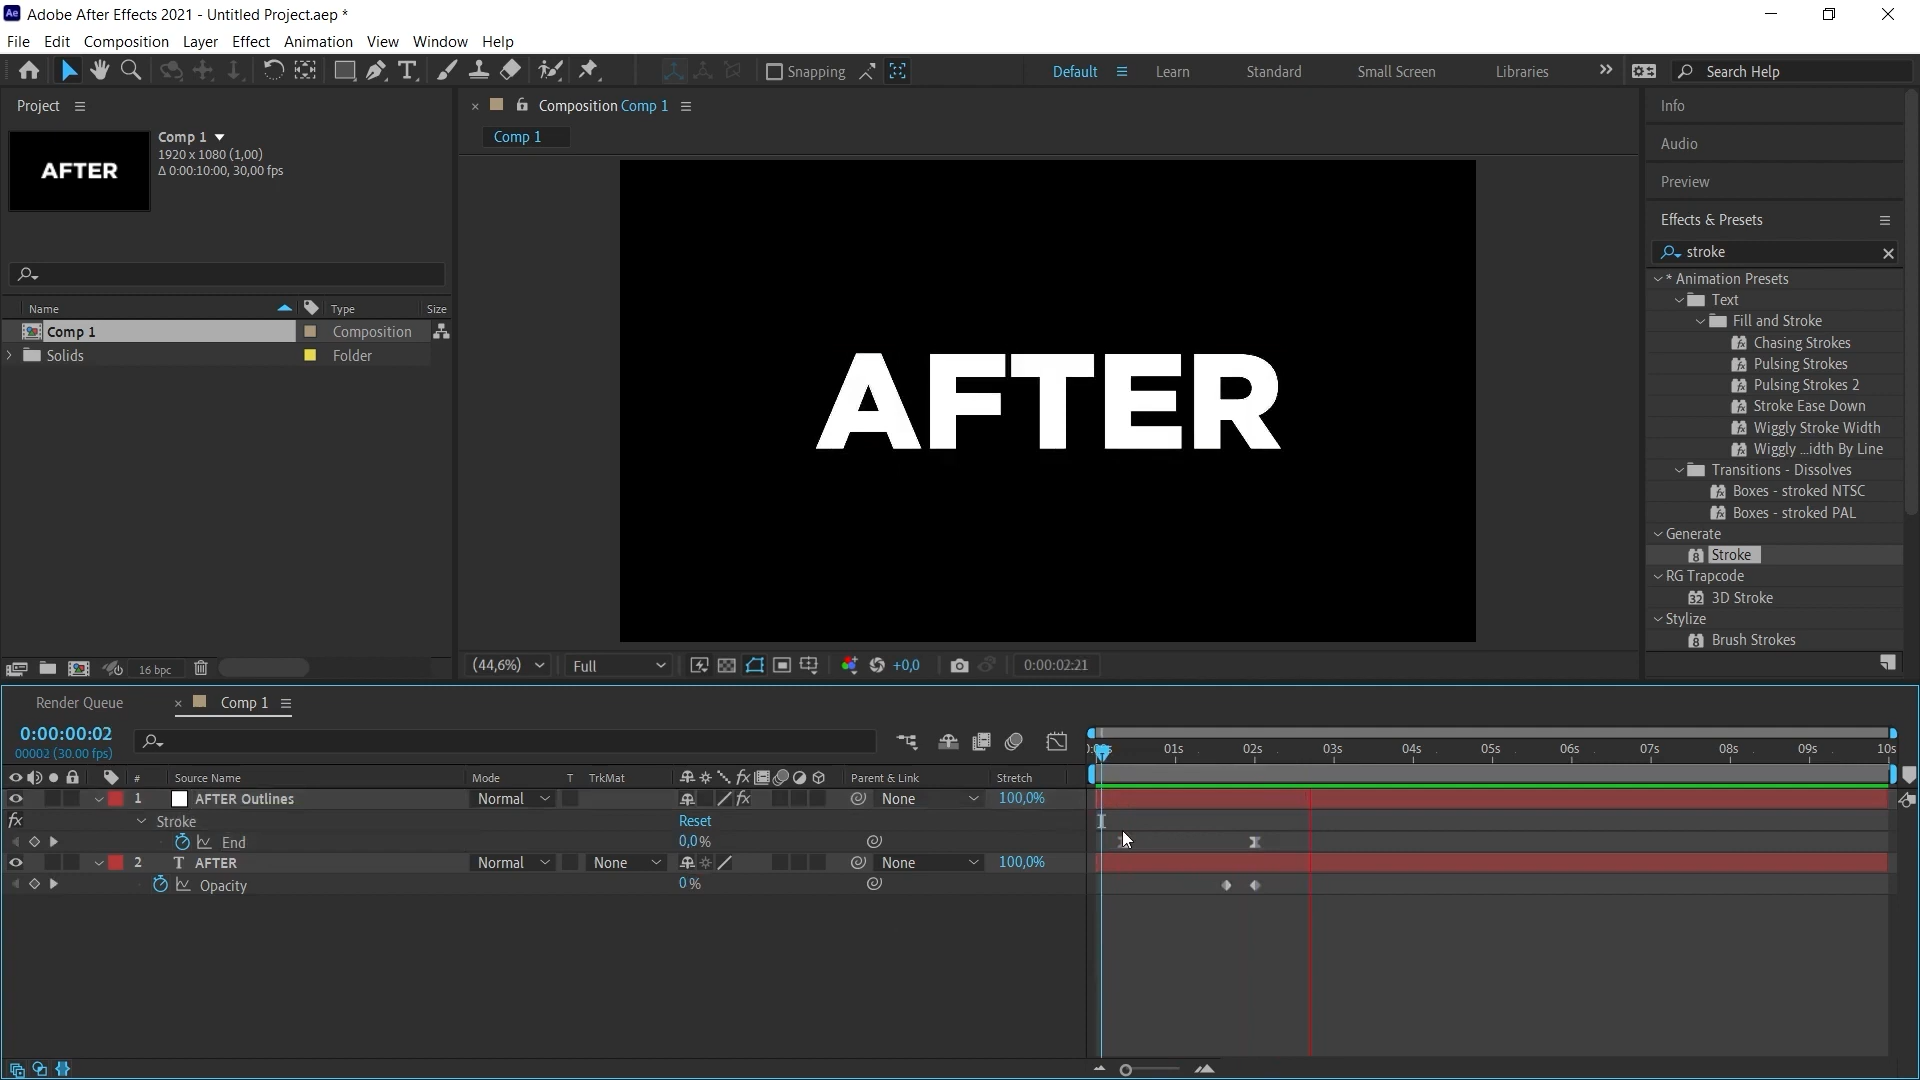 Adobe After Effects 2021 - Untitled Project.aep *
File Edit Composition Layer Effect Animation View Window Help
Snapping Default Learn Standard Small Screen Libraries Search Help
Project
Comp 1
1920 x 1080 (1,00)
Δ 0:00:10:00, 30,00 fps
AFTER
Name Type Size
Comp 1 Composition
Solids Folder
16 bpc
Composition Comp 1
Comp 1
AFTER
(44,6%) Full +0,0 0:00:02:21
Info
Audio
Preview
Effects & Presets
stroke
* Animation Presets
Text
Fill and Stroke
Chasing Strokes
Pulsing Strokes
Pulsing Strokes 2
Stroke Ease Down
Wiggly Stroke Width
Wiggly ...idth By Line
Transitions - Dissolves
Boxes - stroked NTSC
Boxes - stroked PAL
Generate
Stroke
RG Trapcode
3D Stroke
Stylize
Brush Strokes
Render Queue Comp 1
0:00:00:02
00002 (30.00 fps)
01s 02s 03s 04s 05s 06s 07s 08s 09s 10s
# Source Name Mode T TrkMat Parent & Link Stretch
1 AFTER Outlines Normal None 100,0%
fx Stroke Reset
End 0,0%
2 T AFTER Normal None None 100,0%
Opacity 0%